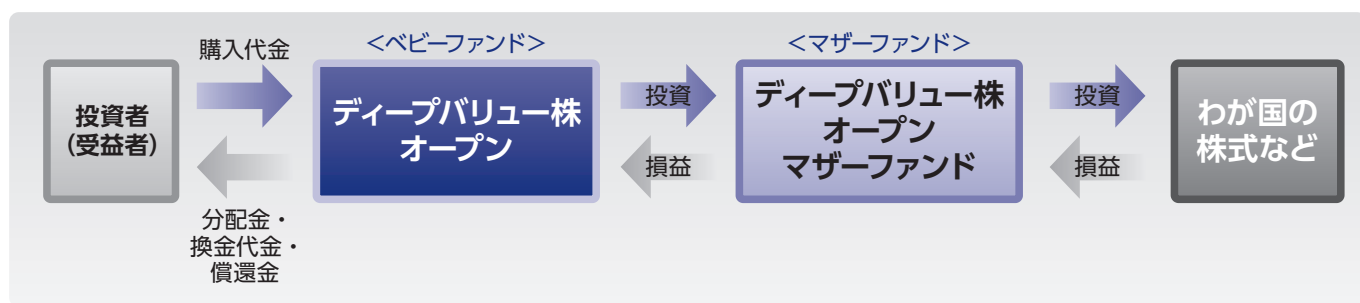 投資者
(受益者)
購入代金
分配金・
換金代金・
償還金
<ベビーファンド>
ディープバリュー株
オープン
投資
損益
<マザーファンド>
ディープバリュー株
オープン
マザーファンド
投資
損益
わが国の
株式など